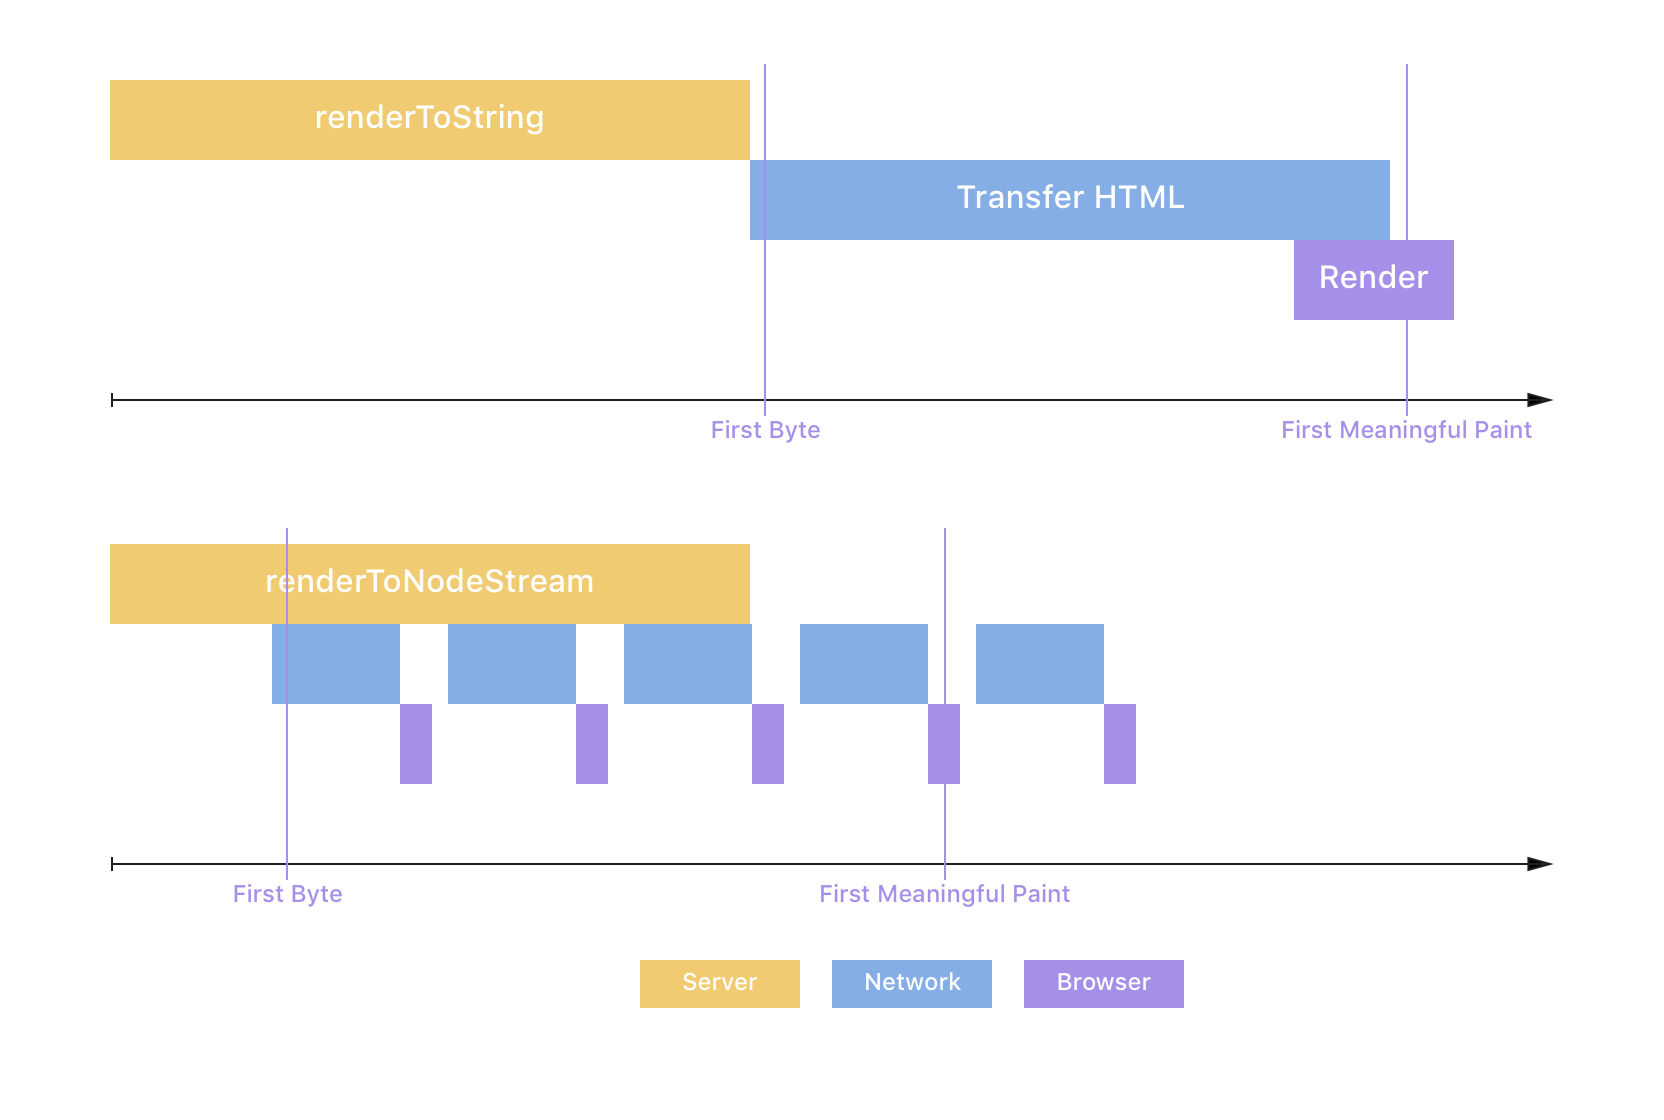 renderToString
Transfer HTML
Render
First Byte
First Meaningful Paint
renderToNodeStream
First Byte
First Meaningful Paint
Server
Network
Browser